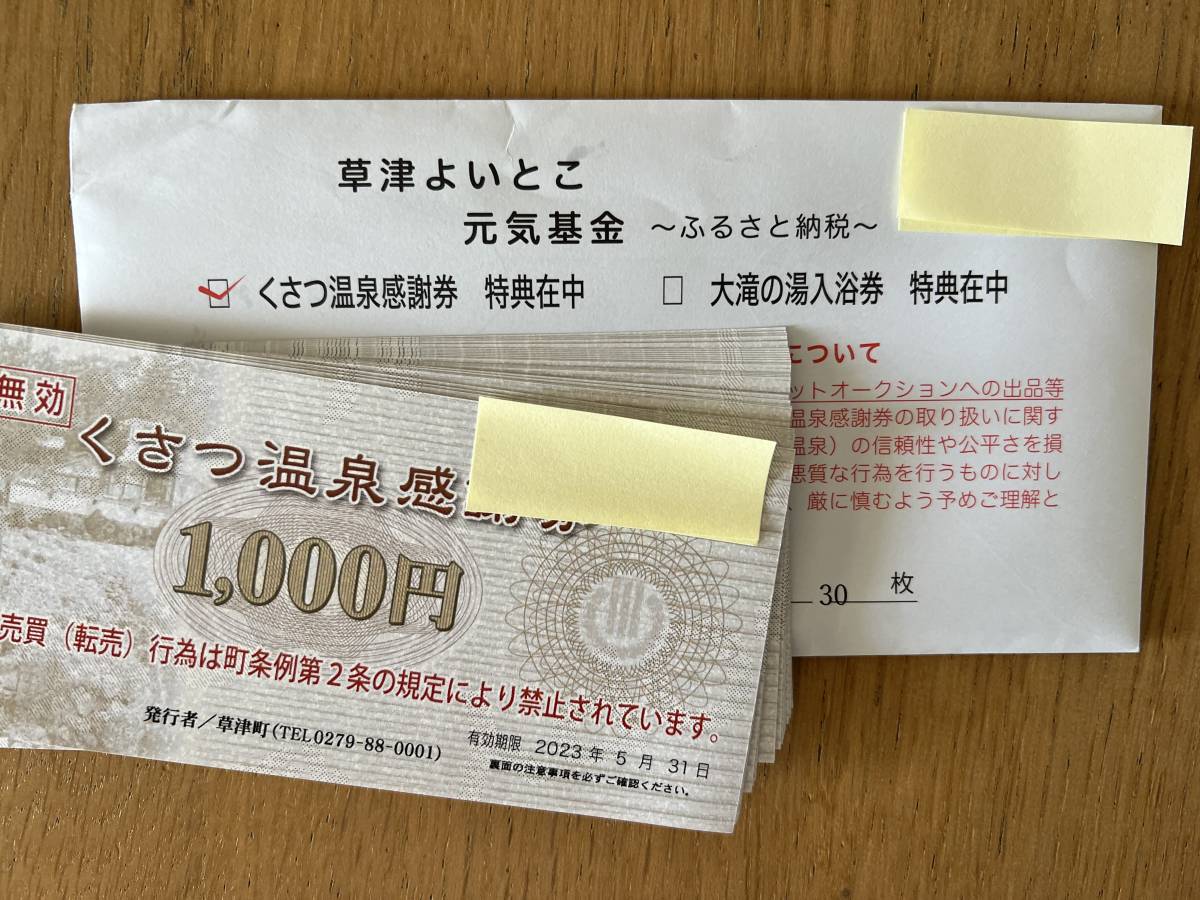 草津よいとこ
元気基金 ～ふるさと納税～
くさつ温泉感謝券 特典在中
大滝の湯入浴券 特典在中
について
ットオークションへの出品等
温泉感謝券の取り扱いに関す
温泉）の信頼性や公平さを損
悪質な行為を行うものに対し
、厳に慎むよう予めご理解と
30 枚
無効
くさつ温泉感
1,000円
売買（転売）行為は町条例第２条の規定により禁止されています。
発行者／草津町(TEL0279-88-0001)
有効期限 2023 年 5 月 31 日
裏面の注意事項を必ずご確認ください。